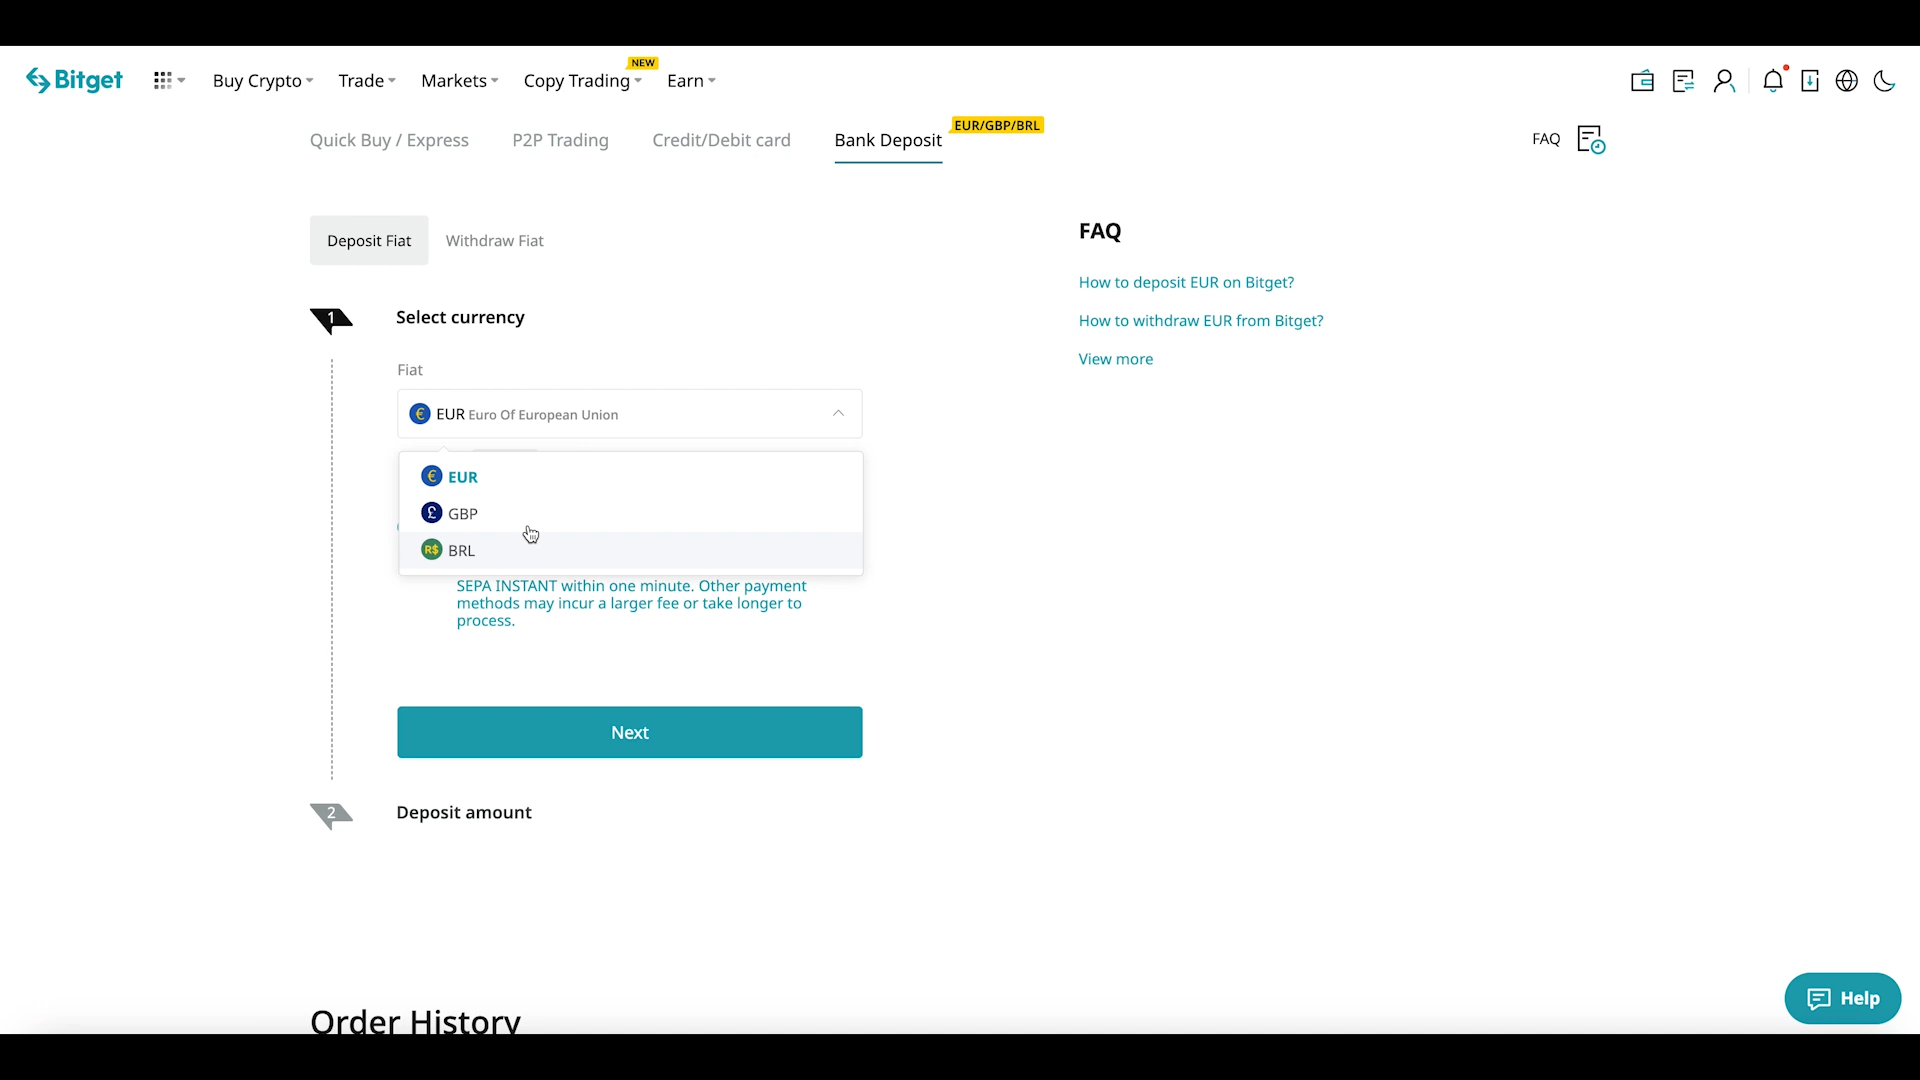 Bitget
Buy Crypto
Trade
Markets
Copy Trading
NEW
Earn
Quick Buy / Express
P2P Trading
Credit/Debit card
Bank Deposit
EUR/GBP/BRL
FAQ
Deposit Fiat
Withdraw Fiat
FAQ
How to deposit EUR on Bitget?
How to withdraw EUR from Bitget?
View more
1
Select currency
Fiat
€ EUR Euro Of European Union
€ EUR
£ GBP
R$ BRL
SEPA INSTANT within one minute. Other payment
methods may incur a larger fee or take longer to
process.
Next
2
Deposit amount
Order History
Help